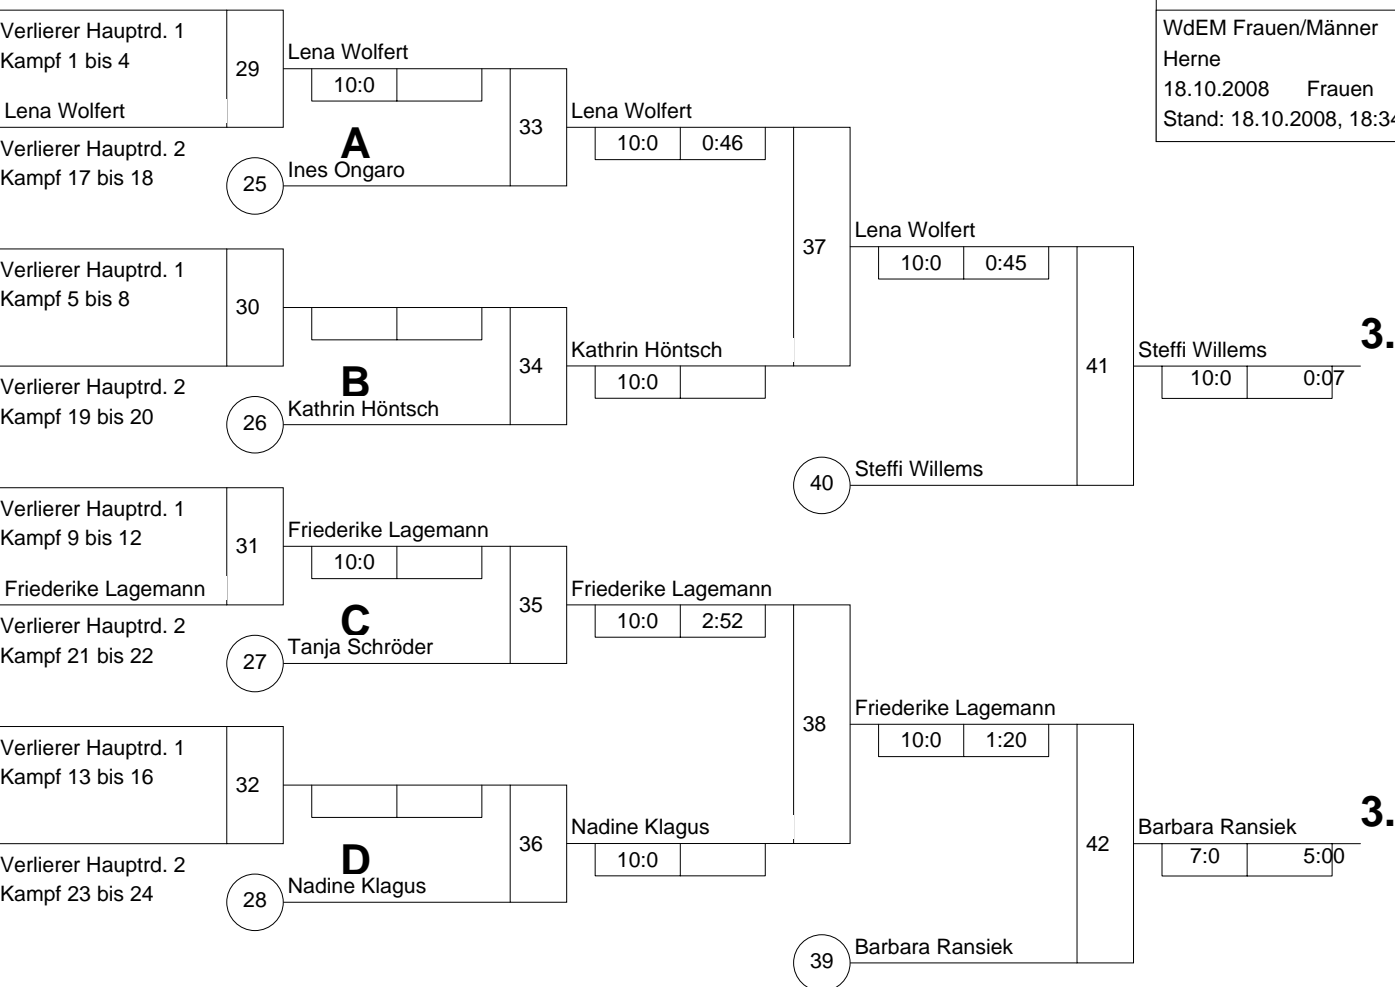 WdEM Frauen/Männer
Herne
18.10.2008 Frauen
Stand: 18.10.2008, 18:34
Verlierer Hauptrd. 1
Kampf 1 bis 4
29
Lena Wolfert
10:0
Lena Wolfert
33
Lena Wolfert
10:0 0:46
Verlierer Hauptrd. 2
Kampf 17 bis 18
A
25
Ines Ongaro
37
Lena Wolfert
10:0 0:45
Verlierer Hauptrd. 1
Kampf 5 bis 8
30
34
Kathrin Höntsch
10:0
Verlierer Hauptrd. 2
Kampf 19 bis 20
B
26
Kathrin Höntsch
41
Steffi Willems
10:0 0:07
3.
40
Steffi Willems
Verlierer Hauptrd. 1
Kampf 9 bis 12
31
Friederike Lagemann
10:0
Friederike Lagemann
35
Friederike Lagemann
10:0 2:52
Verlierer Hauptrd. 2
Kampf 21 bis 22
C
27
Tanja Schröder
38
Friederike Lagemann
10:0 1:20
Verlierer Hauptrd. 1
Kampf 13 bis 16
32
36
Nadine Klagus
10:0
Verlierer Hauptrd. 2
Kampf 23 bis 24
D
28
Nadine Klagus
42
Barbara Ransiek
7:0 5:00
3.
39
Barbara Ransiek